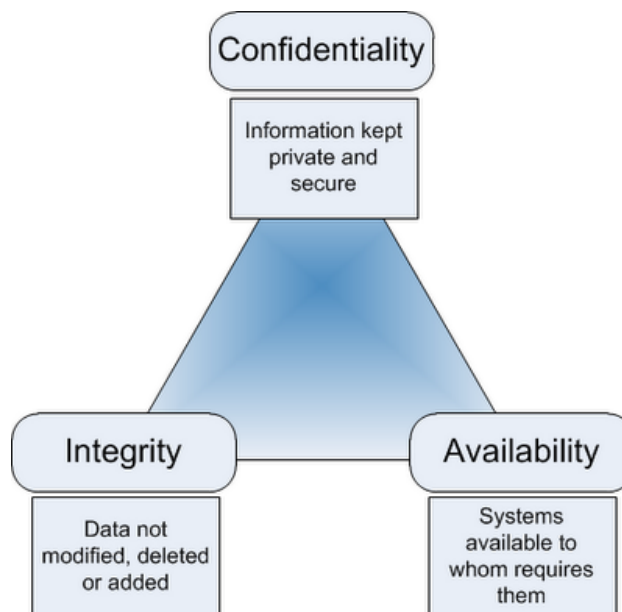 Confidentiality
Information kept
private and
secure
Integrity
Data not
modified, deleted
or added
Availability
Systems
available to
whom requires
them